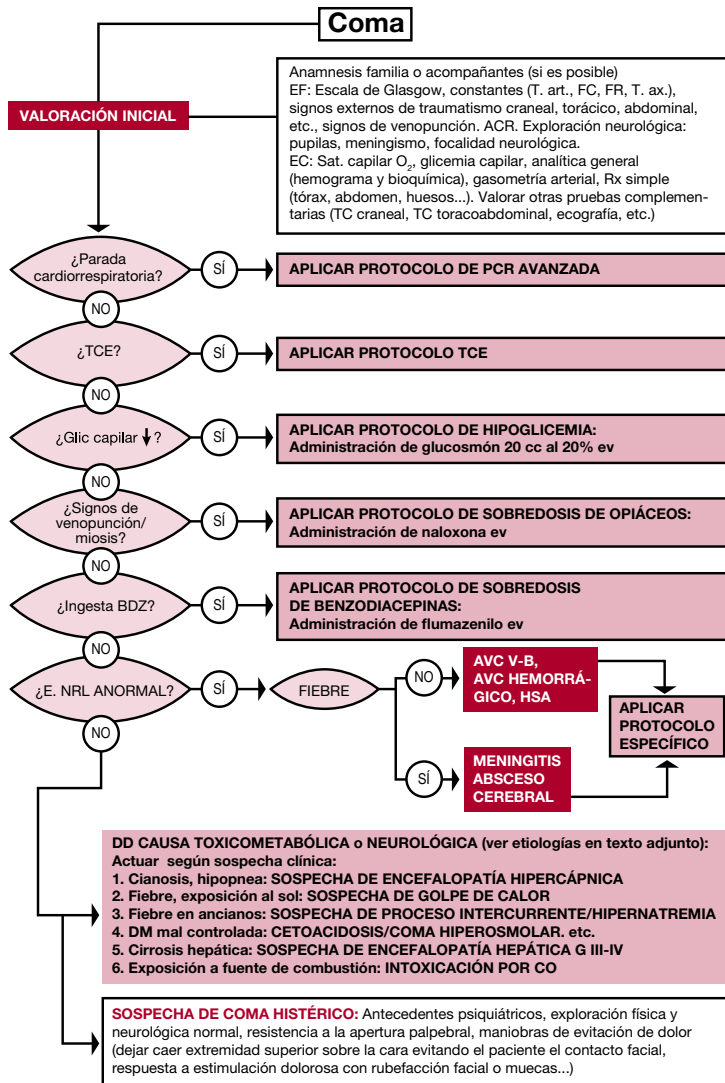 Coma
VALORACIÓN INICIAL
Anamnesis familia o acompañantes (si es posible)
EF: Escala de Glasgow, constantes (T. art., FC, FR, T. ax.),
signos externos de traumatismo craneal, torácico, abdominal,
etc., signos de venopunción. ACR. Exploración neurológica:
pupilas, meningismo, focalidad neurológica.
EC: Sat. capilar O₂, glicemia capilar, analítica general
(hemograma y bioquímica), gasometría arterial, Rx simple
(tórax, abdomen, huesos...). Valorar otras pruebas complemen-
tarias (TC craneal, TC toracoabdominal, ecografía, etc.)
¿Parada
cardiorrespiratoria?
SÍ
APLICAR PROTOCOLO DE PCR AVANZADA
NO
¿TCE?
SÍ
APLICAR PROTOCOLO TCE
NO
¿Glic capilar ↓ ?
SÍ
APLICAR PROTOCOLO DE HIPOGLICEMIA:
Administración de glucosmón 20 cc al 20% ev
NO
¿Signos de
venopunción/
miosis?
SÍ
APLICAR PROTOCOLO DE SOBREDOSIS DE OPIÁCEOS:
Administración de naloxona ev
NO
¿Ingesta BDZ?
SÍ
APLICAR PROTOCOLO DE SOBREDOSIS
DE BENZODIACEPINAS:
Administración de flumazenilo ev
NO
¿E. NRL ANORMAL?
SÍ
FIEBRE
NO
AVC V-B,
AVC HEMORRÁ-
GICO, HSA
APLICAR
PROTOCOLO
ESPECÍFICO
SÍ
MENINGITIS
ABSCESO
CEREBRAL
NO
DD CAUSA TOXICOMETABÓLICA o NEUROLÓGICA (ver etiologías en texto adjunto):
Actuar según sospecha clínica:
1. Cianosis, hipopnea: SOSPECHA DE ENCEFALOPATÍA HIPERCÁPNICA
2. Fiebre, exposición al sol: SOSPECHA DE GOLPE DE CALOR
3. Fiebre en ancianos: SOSPECHA DE PROCESO INTERCURRENTE/HIPERNATREMIA
4. DM mal controlada: CETOACIDOSIS/COMA HIPEROSMOLAR. etc.
5. Cirrosis hepática: SOSPECHA DE ENCEFALOPATÍA HEPÁTICA G III-IV
6. Exposición a fuente de combustión: INTOXICACIÓN POR CO
SOSPECHA DE COMA HISTÉRICO: Antecedentes psiquiátricos, exploración física y
neurológica normal, resistencia a la apertura palpebral, maniobras de evitación de dolor
(dejar caer extremidad superior sobre la cara evitando el paciente el contacto facial,
respuesta a estimulación dolorosa con rubefacción facial o muecas...)